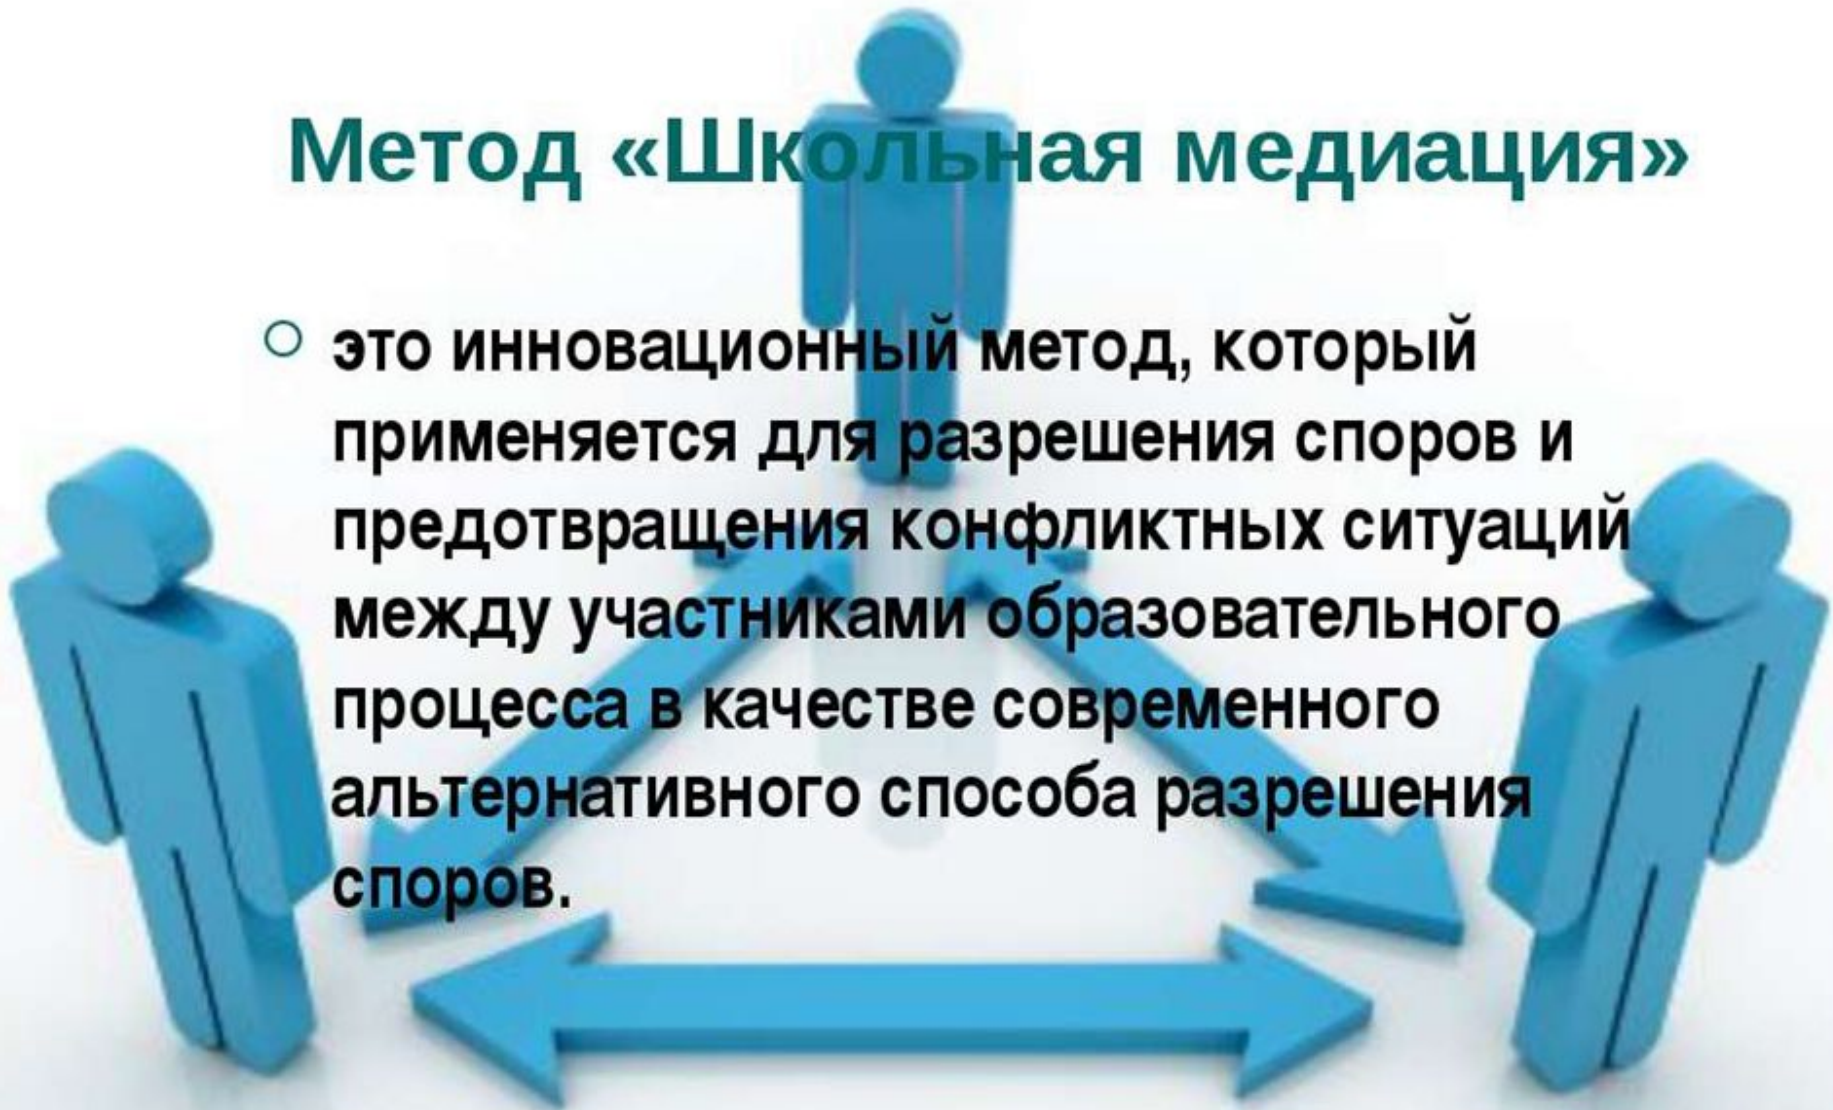 Метод «Школьная медиация»
это инновационный метод, который
применяется для разрешения споров и
предотвращения конфликтных ситуаций
между участниками образовательного
процесса в качестве современного
альтернативного способа разрешения
споров.